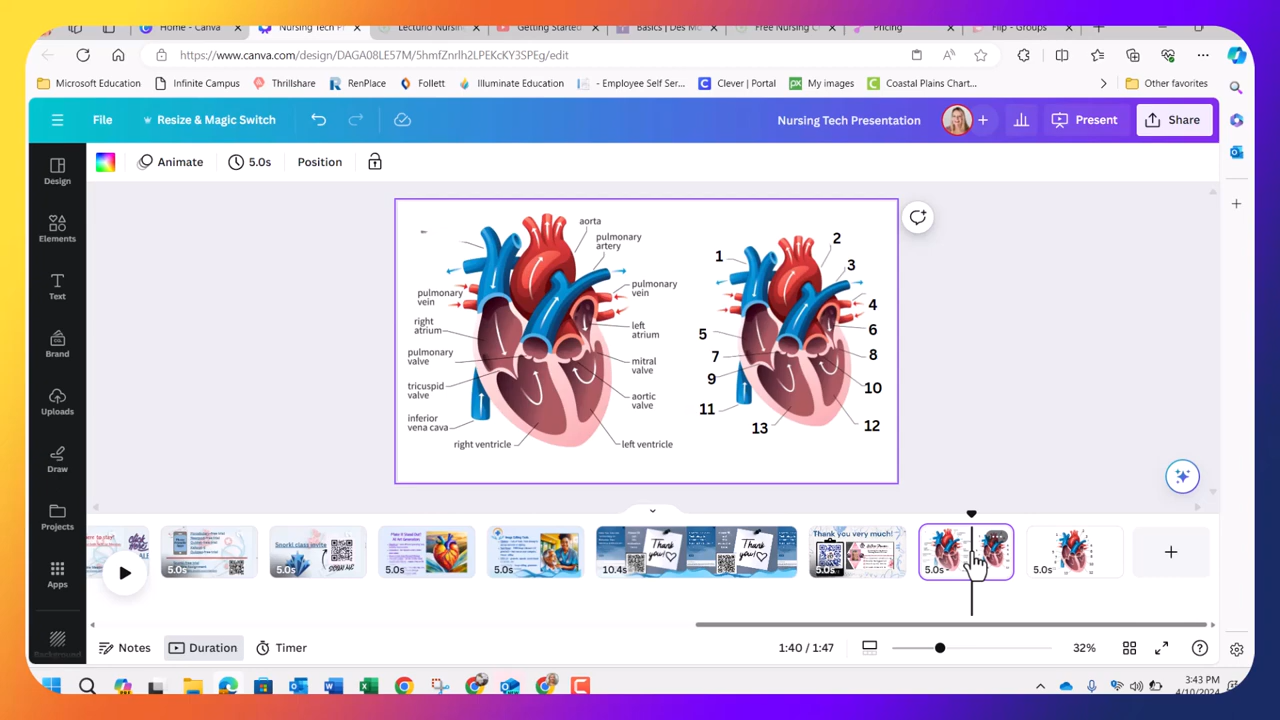 Home - Canva
Nursing Tech P
Lecturio Nursin
Getting Started
Basics | Des Mo
Free Nursing C
Pricing
Flip - Groups
https://www.canva.com/design/DAGA08LE57M/5hmfZnrlh2LPEKcKY3SPEg/edit
Microsoft Education
Infinite Campus
Thrillshare
RenPlace
Follett
Illuminate Education
- Employee Self Ser...
Clever | Portal
My images
Coastal Plains Chart...
Other favorites
File
Resize & Magic Switch
Nursing Tech Presentation
Present
Share
Animate
5.0s
Position
Design
Elements
Text
Brand
Uploads
Draw
Projects
Apps
Background
aorta
pulmonary
artery
pulmonary
vein
pulmonary
vein
right
atrium
left
atrium
pulmonary
valve
mitral
valve
tricuspid
valve
aortic
valve
inferior
vena cava
right ventricle
left ventricle
1
2
3
4
5
6
7
8
9
10
11
12
13
5.0s
Snorkl class invite
5.0s
5.0s
5.0s
Thank you!
Thank you!
10.4s
Thank you very much!
5.0s
5.0s
5.0s
Notes
Duration
Timer
1:40 / 1:47
32%
3:43 PM
4/10/2024